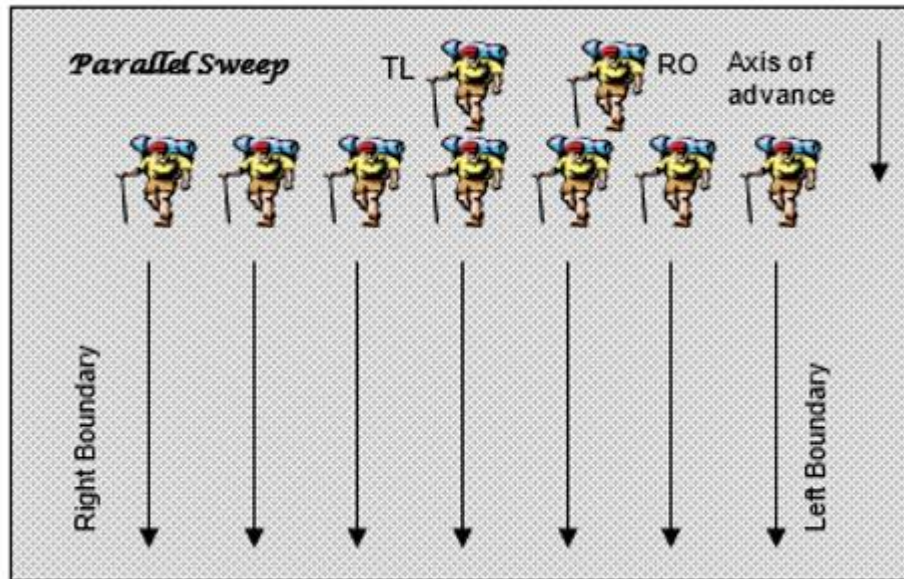 Parallel Sweep
TL
RO
Axis of
advance
Right Boundary
Left Boundary